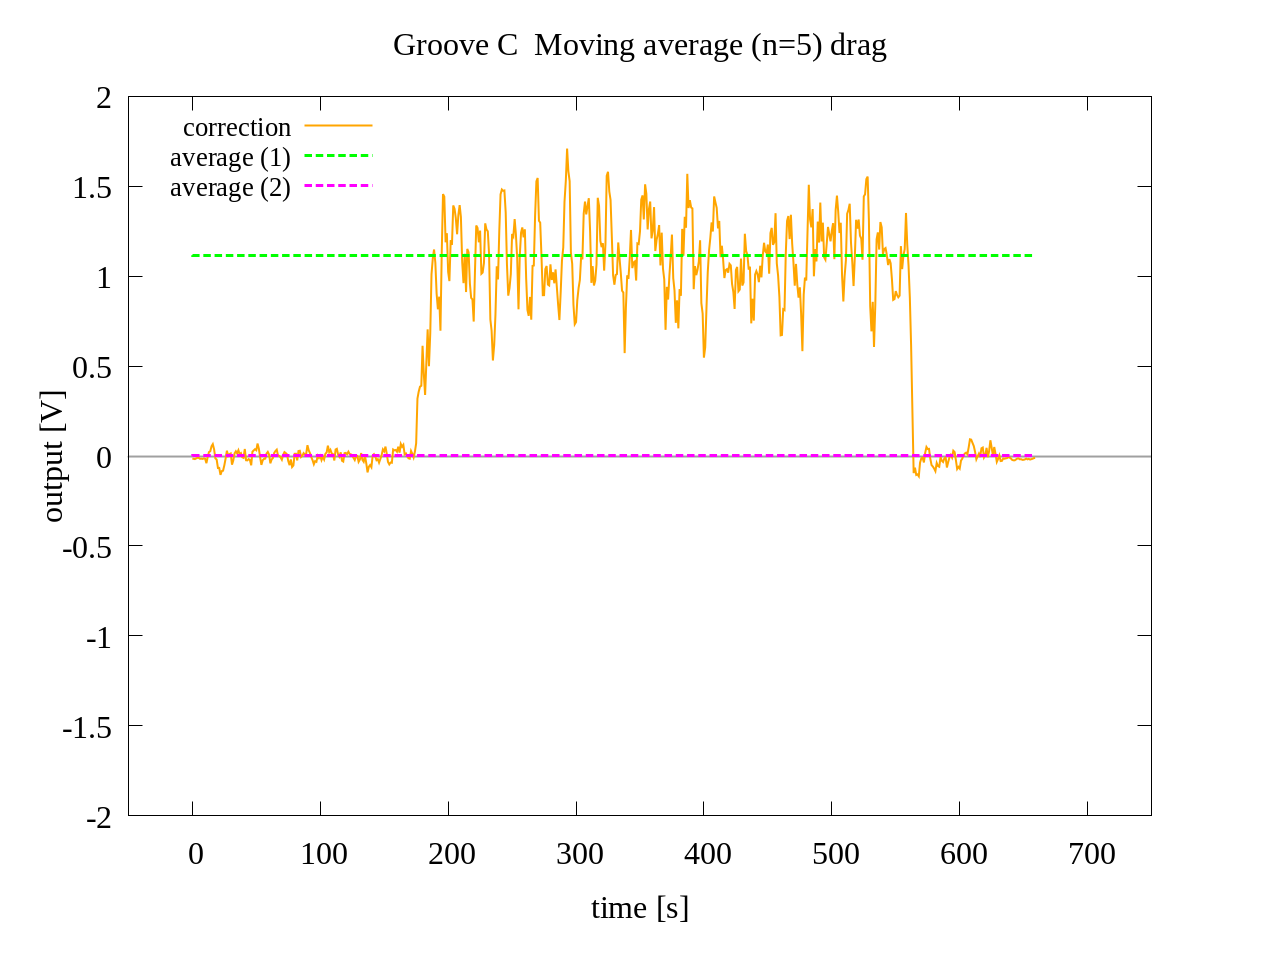 Groove C  Moving average (n=5) drag
correction
average (1)
average (2)
2
1.5
1
0.5
0
-0.5
-1
-1.5
-2
output [V]
0 100 200 300 400 500 600 700
time [s]